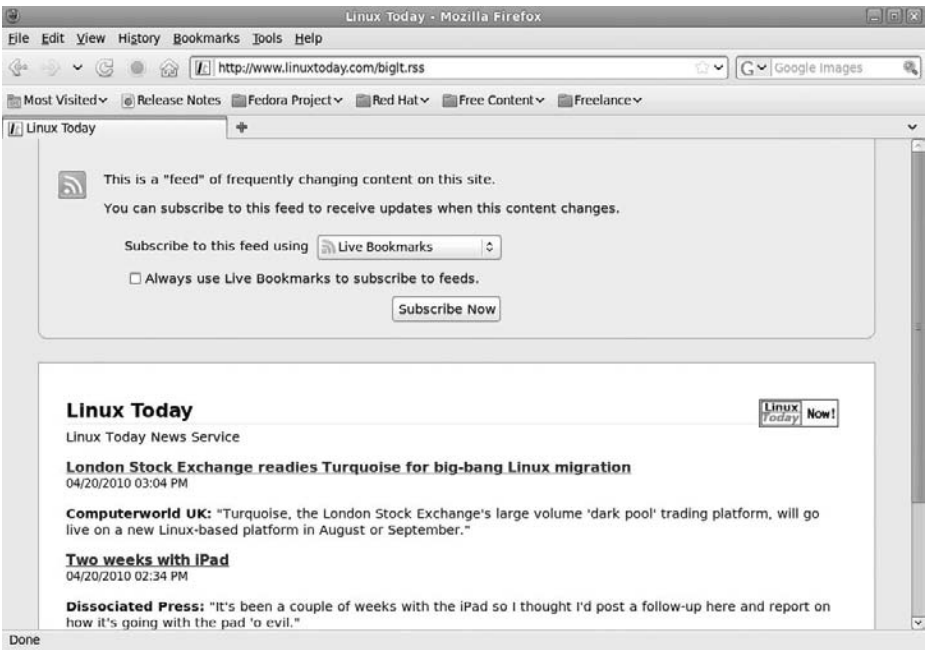 Linux Today - Mozilla Firefox
File Edit View History Bookmarks Tools Help
http://www.linuxtoday.com/biglt.rss
G Google Images
Most Visited Release Notes Fedora Project Red Hat Free Content Freelance
Linux Today
This is a "feed" of frequently changing content on this site.
You can subscribe to this feed to receive updates when this content changes.
Subscribe to this feed using Live Bookmarks
Always use Live Bookmarks to subscribe to feeds.
Subscribe Now
Linux Today
Linux Today Now!
Linux Today News Service
London Stock Exchange readies Turquoise for big-bang Linux migration
04/20/2010 03:04 PM
Computerworld UK: "Turquoise, the London Stock Exchange's large volume 'dark pool' trading platform, will go
live on a new Linux-based platform in August or September."
Two weeks with iPad
04/20/2010 02:34 PM
Dissociated Press: "It's been a couple of weeks with the iPad so I thought I'd post a follow-up here and report on
how it's going with the pad 'o evil."
Done